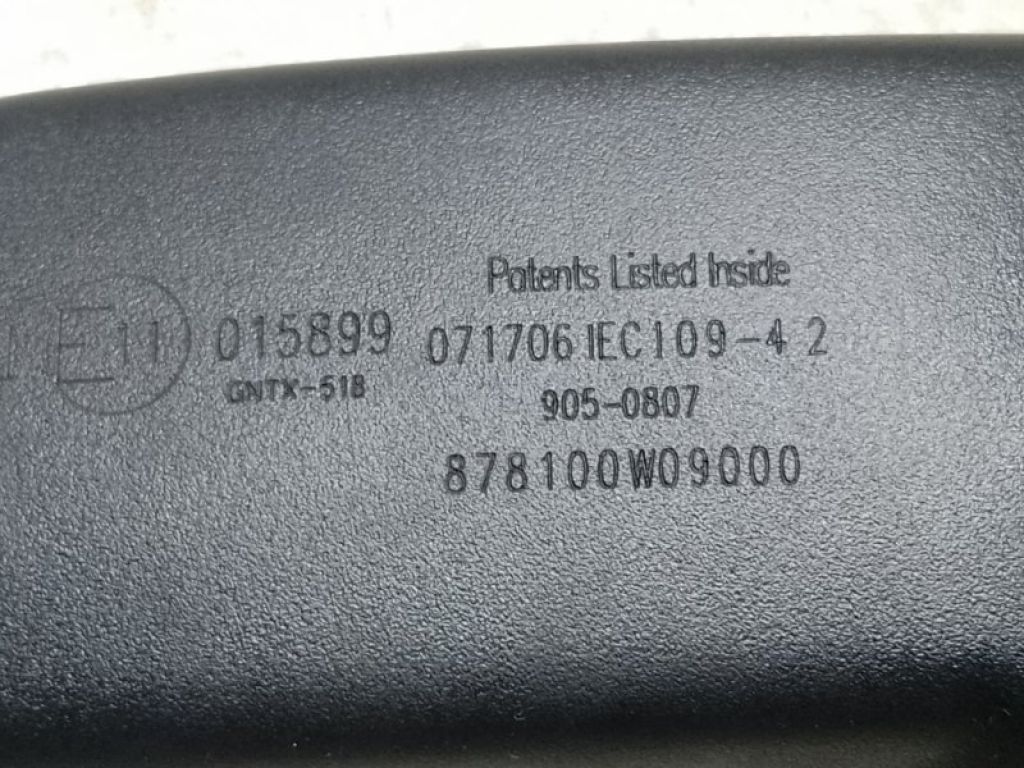 Patents Listed Inside
E11 015899 071706 IEC109-4 2
GNTX-518 905-0807
878100W09000